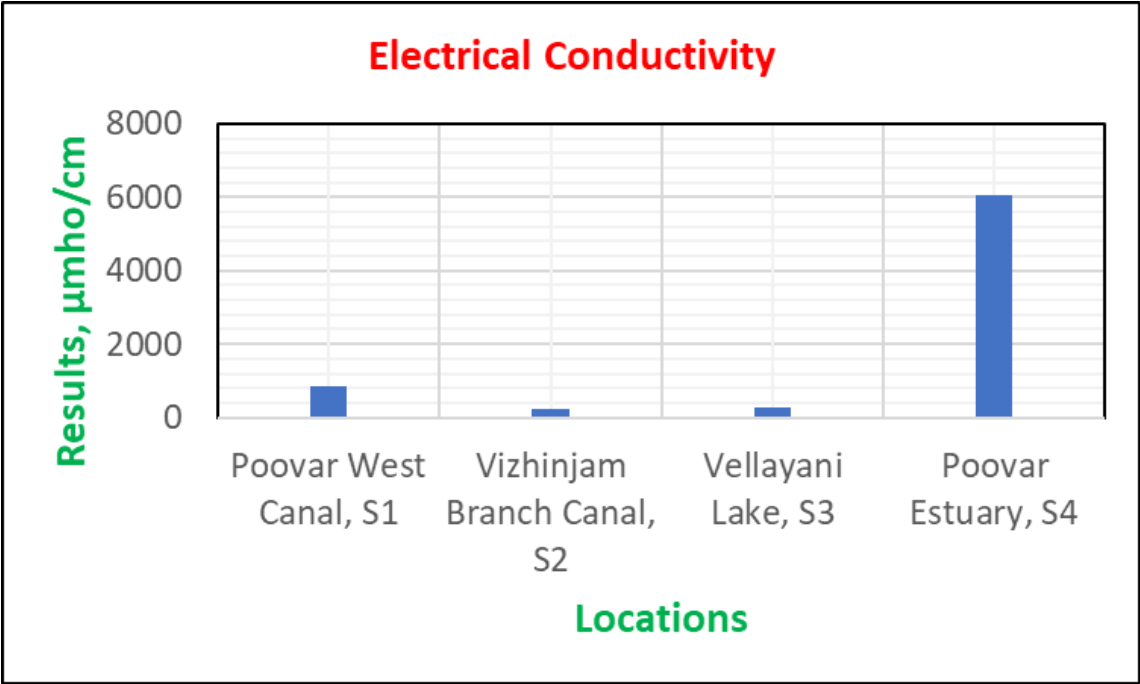 Electrical Conductivity
Results, µmho/cm
8000
6000
4000
2000
0
Poovar West
Canal, S1
Vizhinjam
Branch Canal,
S2
Vellayani
Lake, S3
Poovar
Estuary, S4
Locations